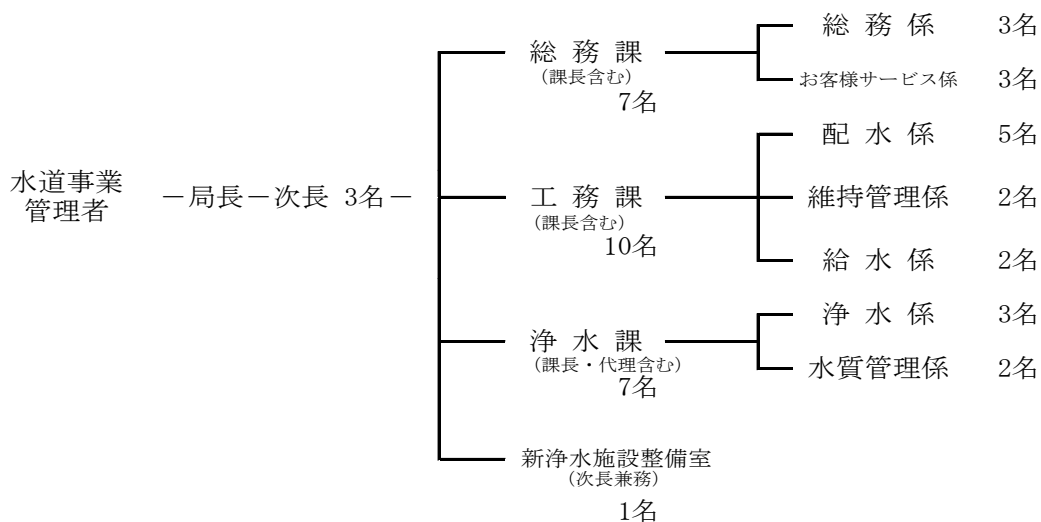 水道事業
管理者
－局長－次長 3名－
総 務 課
(課長含む)
7名
総 務 係 3名
お客様サービス係 3名
工 務 課
(課長含む)
10名
配 水 係 5名
維持管理係 2名
給 水 係 2名
浄 水 課
(課長・代理含む)
7名
浄 水 係 3名
水質管理係 2名
新浄水施設整備室
(次長兼務)
1名